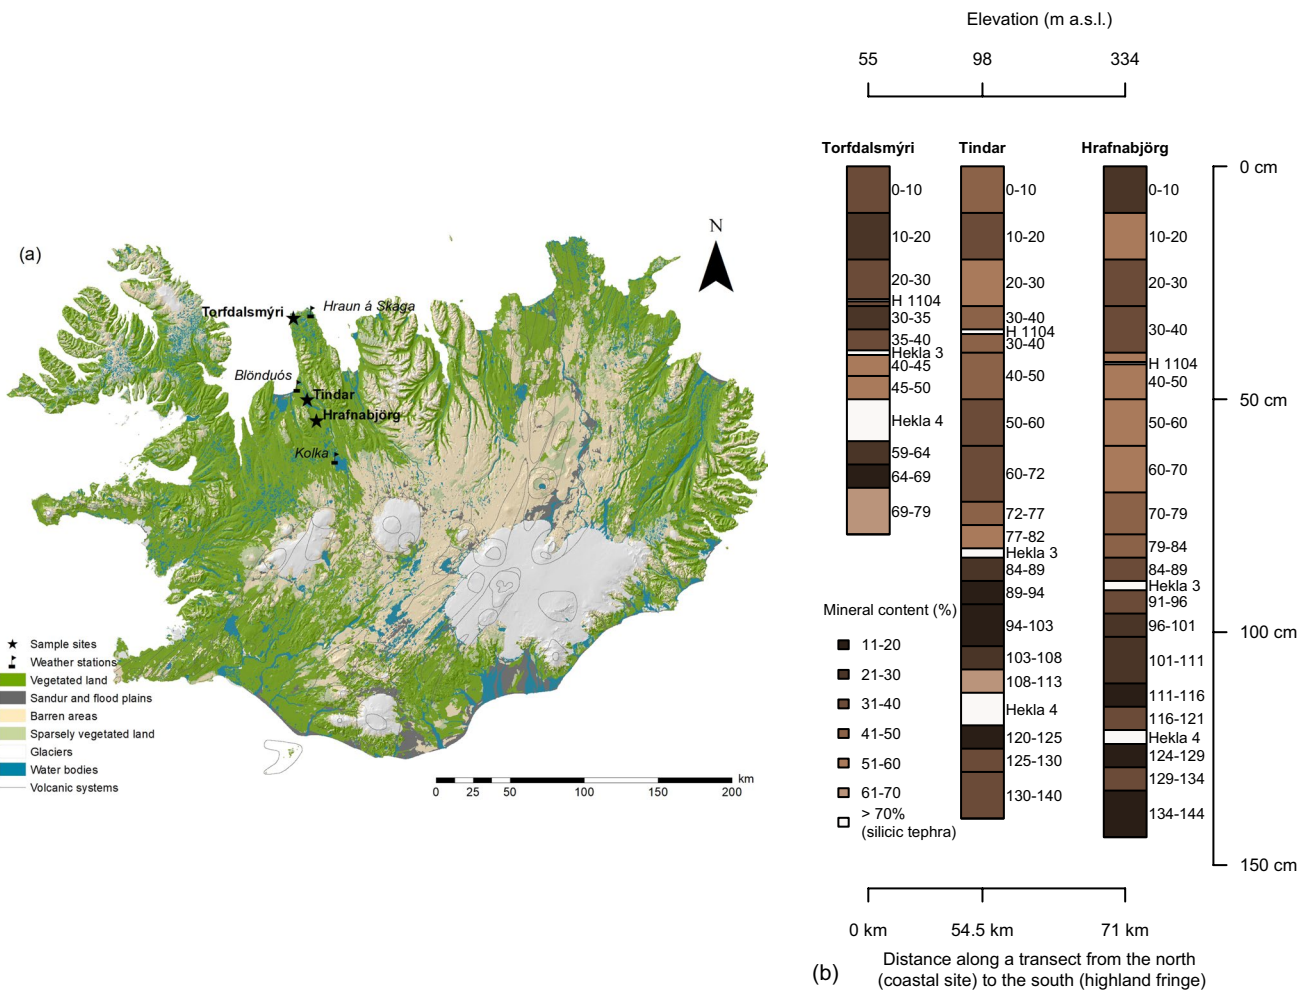 (a)
N
Torfdalsmýri
Hraun á Skaga
Blönduós
Tindar
Hrafnabjörg
Kolka
Sample sites
Weather stations
Vegetated land
Sandur and flood plains
Barren areas
Sparsely vegetated land
Glaciers
Water bodies
Volcanic systems
km
0 25 50 100 150 200
Elevation (m a.s.l.)
55 98 334
Torfdalsmýri
0-10
10-20
20-30
H 1104
30-35
35-40
Hekla 3
40-45
45-50
Hekla 4
59-64
64-69
69-79
Tindar
0-10
10-20
20-30
30-40
H 1104
30-40
40-50
50-60
60-72
72-77
77-82
Hekla 3
84-89
89-94
94-103
103-108
108-113
Hekla 4
120-125
125-130
130-140
Hrafnabjörg
0-10
10-20
20-30
30-40
H 1104
40-50
50-60
60-70
70-79
79-84
84-89
Hekla 3
91-96
96-101
101-111
111-116
116-121
Hekla 4
124-129
129-134
134-144
0 cm
50 cm
100 cm
150 cm
Mineral content (%)
11-20
21-30
31-40
41-50
51-60
61-70
> 70%
(silicic tephra)
0 km 54.5 km 71 km
Distance along a transect from the north
(coastal site) to the south (highland fringe)
(b)